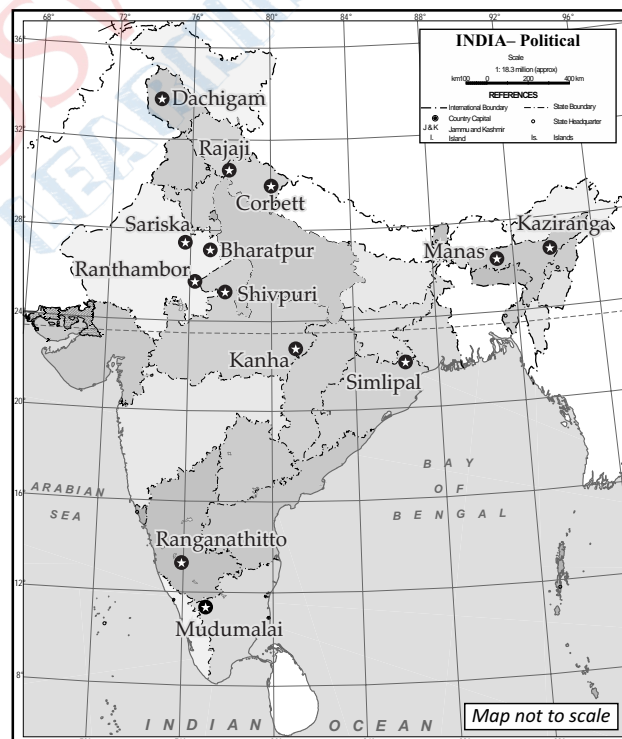 68° 72° 76° 80° 84° 88° 92° 96°
36°
INDIA– Political
Scale
1: 18.3 million (approx)
km100 0 200 400 km
REFERENCES
International Boundary State Boundary
Country Capital State Headquarter
J & K Jammu and Kashmir
I. Island Is. Islands
Dachigam
32°
Rajaji
Corbett
28°
Sariska
Bharatpur
Kaziranga
Manas
Ranthambor
Shivpuri
24°
Kanha
Simlipal
20°
ARABIAN
SEA
BAY
OF
BENGAL
16°
Ranganathitto
12°
Mudumalai
8°
INDIAN OCEAN
Map not to scale